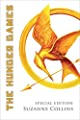 THE HUNGER GAMES
SPECIAL EDITION
SUZANNE COLLINS